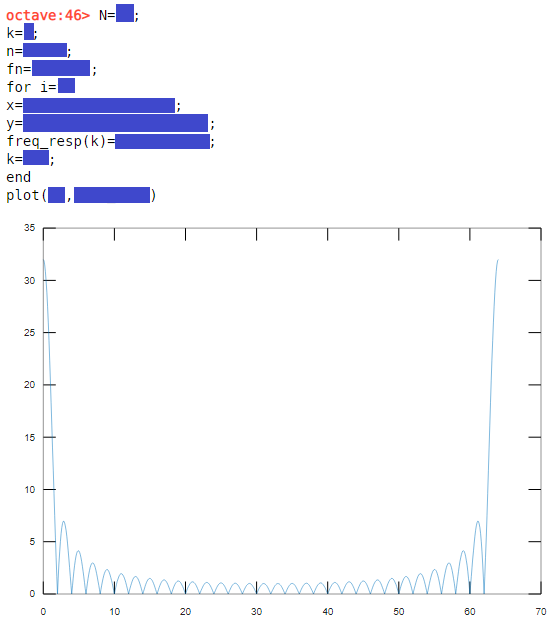 octave:46> N= ;
k= ;
n= ;
fn= ;
for i=
x= ;
y= ;
freq_resp(k)= ;
k= ;
end
plot( , )
35
30
25
20
15
10
5
0
0 10 20 30 40 50 60 70